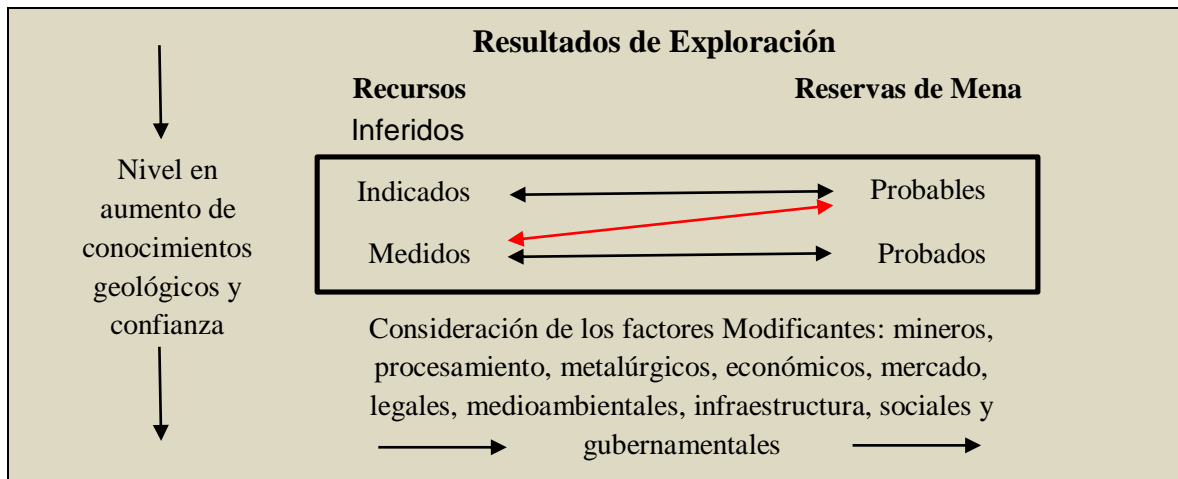 Resultados de Exploración
Recursos
Reservas de Mena
Inferidos
Nivel en
aumento de
conocimientos
geológicos y
confianza
Indicados
Probables
Medidos
Probados
Consideración de los factores Modificantes: mineros,
procesamiento, metalúrgicos, económicos, mercado,
legales, medioambientales, infraestructura, sociales y
gubernamentales